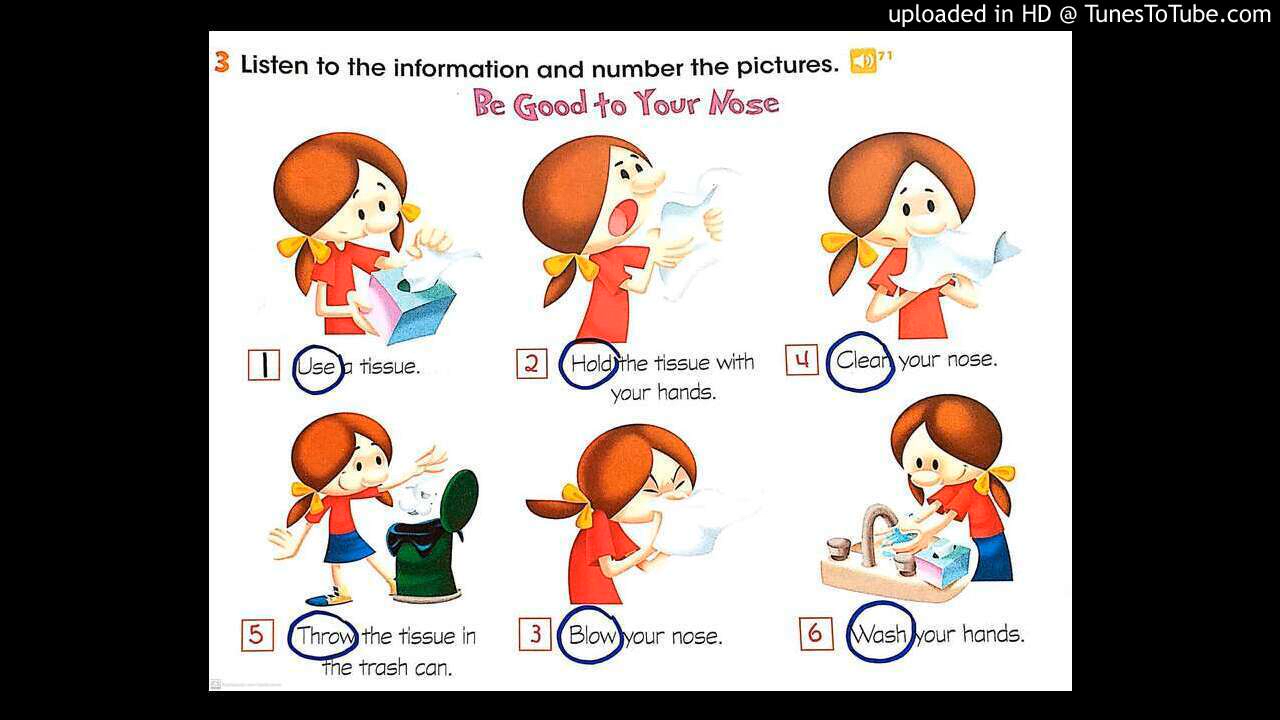 uploaded in HD @ TunesToTube.com
3 Listen to the information and number the pictures. 71
Be Good to Your Nose
1 Use a tissue.
2 Hold the tissue with
your hands.
4 Clean your nose.
5 Throw the tissue in
the trash can.
3 Blow your nose.
6 Wash your hands.